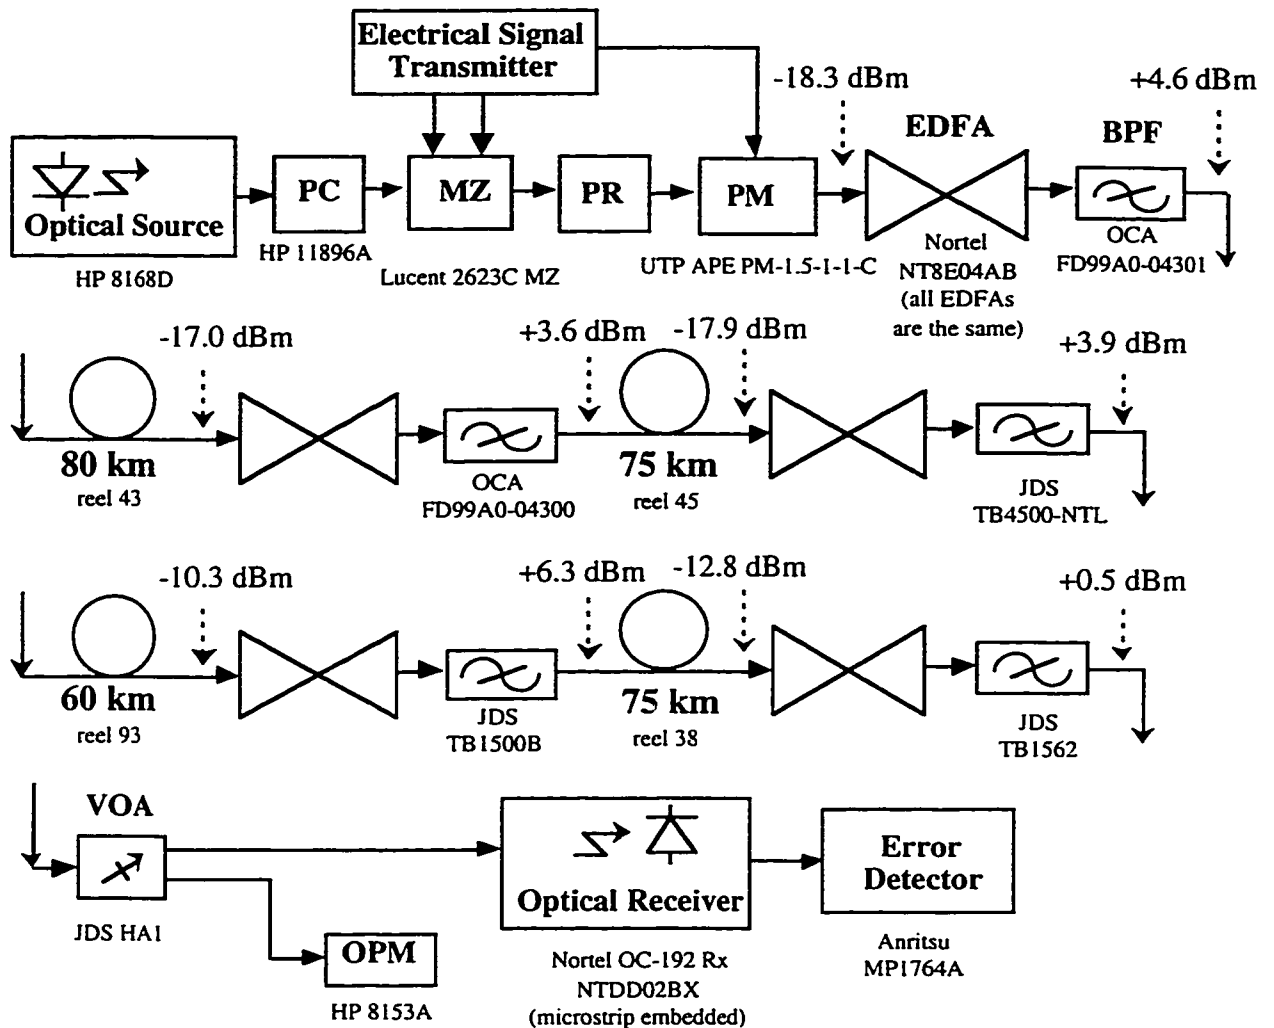 Electrical Signal
Transmitter
-18.3 dBm
+4.6 dBm
EDFA
BPF
PC
MZ
PR
PM
Optical Source
HP 8168D
HP 11896A
Lucent 2623C MZ
UTP APE PM-1.5-1-1-C
Nortel
NT8E04AB
(all EDFAs
are the same)
OCA
FD99A0-04301
-17.0 dBm
+3.6 dBm
-17.9 dBm
+3.9 dBm
80 km
reel 43
OCA
FD99A0-04300
75 km
reel 45
JDS
TB4500-NTL
-10.3 dBm
+6.3 dBm
-12.8 dBm
+0.5 dBm
60 km
reel 93
JDS
TB1500B
75 km
reel 38
JDS
TB1562
VOA
JDS HA1
OPM
HP 8153A
Optical Receiver
Nortel OC-192 Rx
NTDD02BX
(microstrip embedded)
Error
Detector
Anritsu
MP1764A